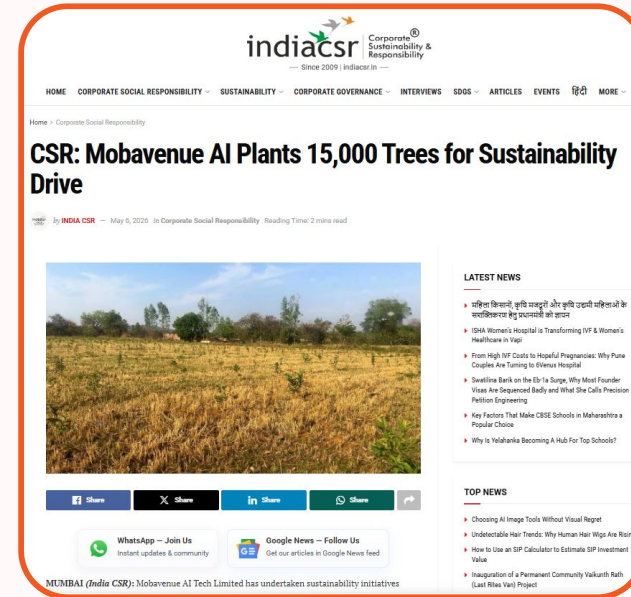 indiacsr Corporate®
Sustainability &
Responsibility
— Since 2009 | indiacsr.in —
HOME CORPORATE SOCIAL RESPONSIBILITY SUSTAINABILITY CORPORATE GOVERNANCE INTERVIEWS SDGS ARTICLES EVENTS हिंदी MORE
Home > Corporate Social Responsibility
CSR: Mobavenue AI Plants 15,000 Trees for Sustainability
Drive
by INDIA CSR — May 6, 2026 in Corporate Social Responsibility Reading Time: 2 mins read
Share Share Share Share
WhatsApp — Join Us
Instant updates & community
Google News — Follow Us
Get our articles in Google News feed
MUMBAI (India CSR): Mobavenue AI Tech Limited has undertaken sustainability initiatives
LATEST NEWS
महिला किसानों, कृषि मजदूरों और कृषि उद्यमी महिलाओं के
सशक्तिकरण हेतु प्रधानमंत्री को ज्ञापन
ISHA Women's Hospital is Transforming IVF & Women's
Healthcare in Vapi
From High IVF Costs to Hopeful Pregnancies: Why Pune
Couples Are Turning to 6Venus Hospital
Swatilina Barik on the Eb-1a Surge, Why Most Founder
Visas Are Sequenced Badly and What She Calls Precision
Petition Engineering
Key Factors That Make CBSE Schools in Maharashtra a
Popular Choice
Why Is Yelahanka Becoming A Hub For Top Schools?
TOP NEWS
Choosing AI Image Tools Without Visual Regret
Undetectable Hair Trends: Why Human Hair Wigs Are Risin
How to Use an SIP Calculator to Estimate SIP Investment
Value
Inauguration of a Permanent Community Vaikunth Rath
(Last Rites Van) Project